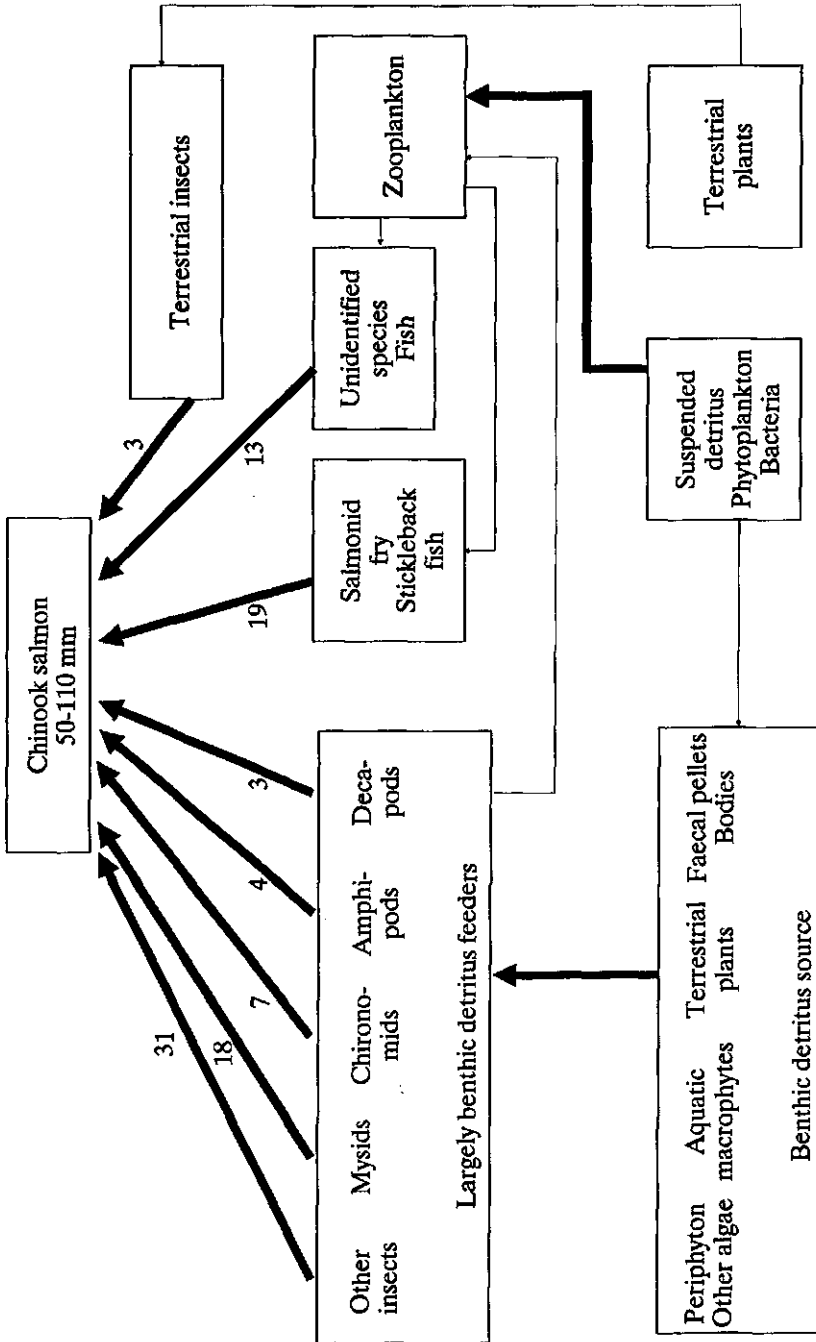 Chinook salmon
50-110 mm
31
18
7
4
3
19
13
3
Terrestrial insects
Other
insects
Mysids
Chirono-
mids
Amphi-
pods
Deca-
pods
Largely benthic detritus feeders
Salmonid
fry
Stickleback
fish
Unidentified
species
Fish
Zooplankton
Periphyton
Other algae
Aquatic
macrophytes
Terrestrial
plants
Faecal pellets
Bodies
Benthic detritus source
Suspended
detritus
Phytoplankton
Bacteria
Terrestrial
plants